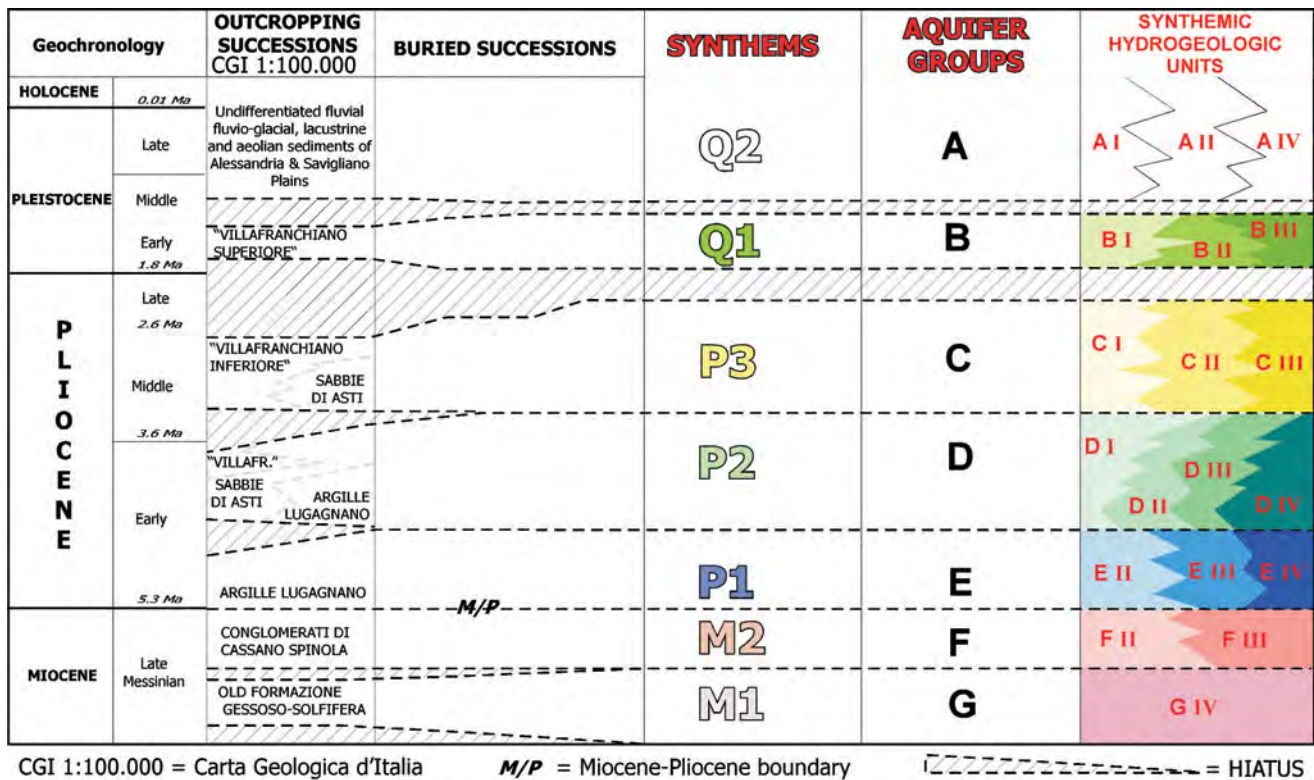 Geochronology
OUTCROPPING
SUCCESSIONS
CGI 1:100.000
BURIED SUCCESSIONS
SYNTHEMS
AQUIFER
GROUPS
SYNTHEMIC
HYDROGEOLOGIC
UNITS
HOLOCENE
0.01 Ma
PLEISTOCENE
Late
Middle
Early
1.8 Ma
Undifferentiated fluvial
fluvio-glacial, lacustrine
and aeolian sediments of
Alessandria & Savigliano
Plains
"VILLAFRANCHIANO
SUPERIORE"
Q2
A
A I
A II
A IV
Q1
B
B I
B II
B III
PLIOCENE
Late
2.6 Ma
Middle
3.6 Ma
Early
5.3 Ma
"VILLAFRANCHIANO
INFERIORE"
SABBIE
DI ASTI
P3
C
C I
C II
C III
"VILLAFR."
SABBIE
DI ASTI
ARGILLE
LUGAGNANO
P2
D
D I
D III
D II
D IV
ARGILLE LUGAGNANO
M/P
P1
E
E II
E III
E IV
MIOCENE
Late
Messinian
CONGLOMERATI DI
CASSANO SPINOLA
M2
F
F II
F III
OLD FORMAZIONE
GESSOSO-SOLFIFERA
M1
G
G IV
CGI 1:100.000 = Carta Geologica d'Italia
M/P = Miocene-Pliocene boundary
= HIATUS